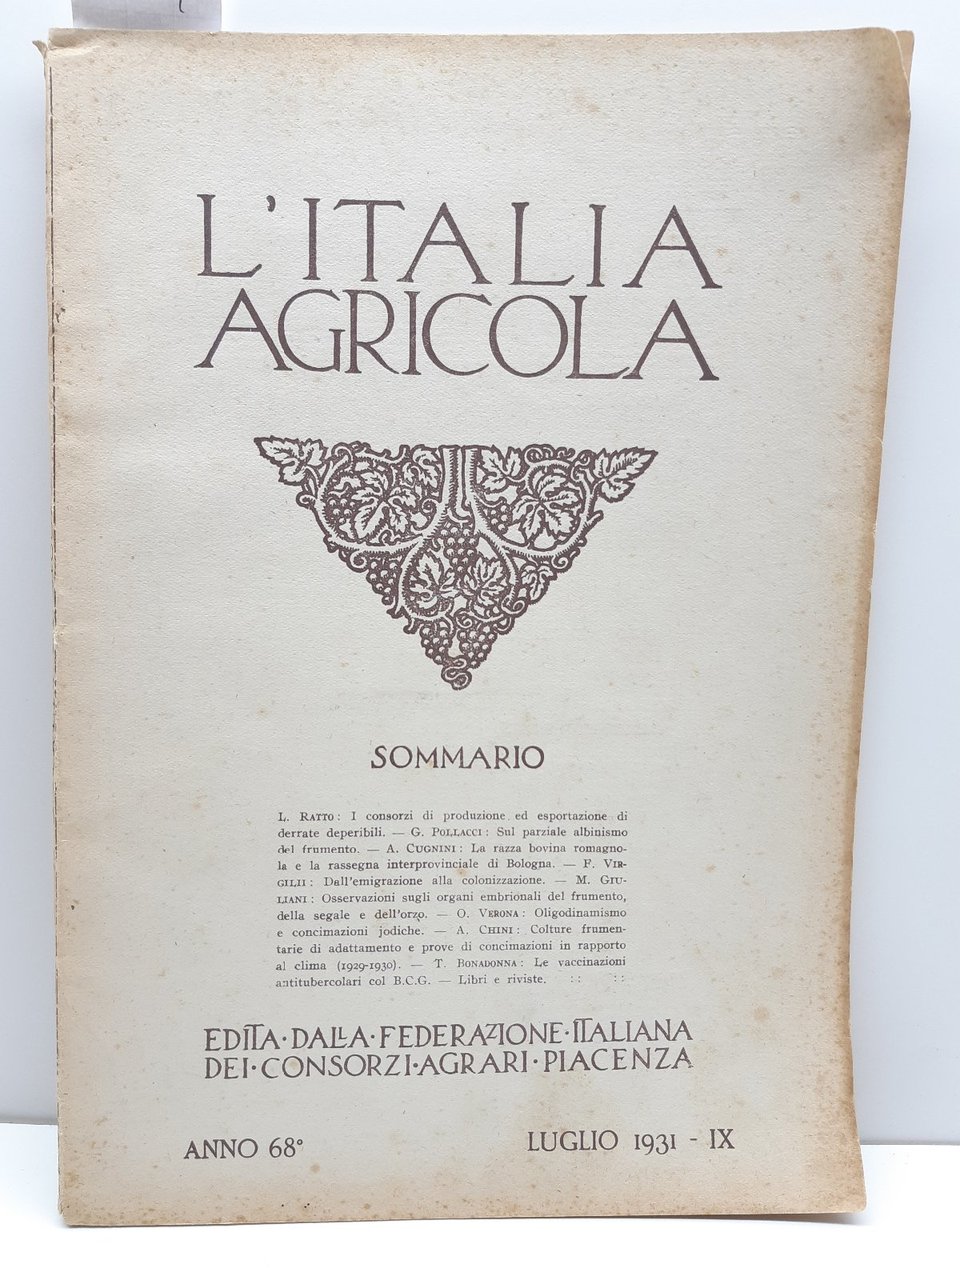 L'ITALIA
AGRICOLA
SOMMARIO
L. RATTO: I consorzi di produzione ed esportazione di
derrate deperibili. — G. POLLACCI: Sul parziale albinismo
del frumento. — A. CUGNINI: La razza bovina romagno-
la e la rassegna interprovinciale di Bologna. — F. VIR-
GILII: Dall'emigrazione alla colonizzazione. — M. GIU-
LIANI: Osservazioni sugli organi embrionali del frumento,
della segale e dell'orzo. — O. VERONA: Oligodinamismo
e concimazioni jodiche. — A. CHINI: Colture frumen-
tarie di adattamento e prove di concimazioni in rapporto
al clima (1929-1930). — T. BONADONNA: Le vaccinazioni
antitubercolari col B.C.G. — Libri e riviste. :: ::
EDITA·DALLA·FEDERAZIONE·ITALIANA
DEI·CONSORZI·AGRARI·PIACENZA
ANNO 68°
LUGLIO 1931 - IX